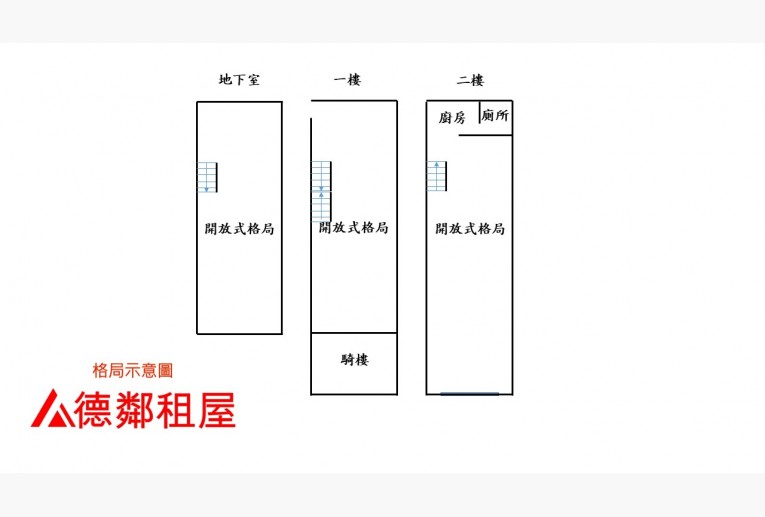 地下室
一樓
二樓
廚房
廁所
開放式格局
開放式格局
開放式格局
騎樓
格局示意圖
德鄰租屋